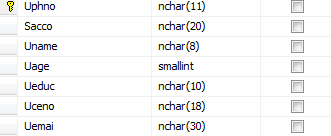 Uphno nchar(11)
Sacco nchar(20)
Uname nchar(8)
Uage smallint
Ueduc nchar(10)
Uceno nchar(18)
Uemai nchar(30)